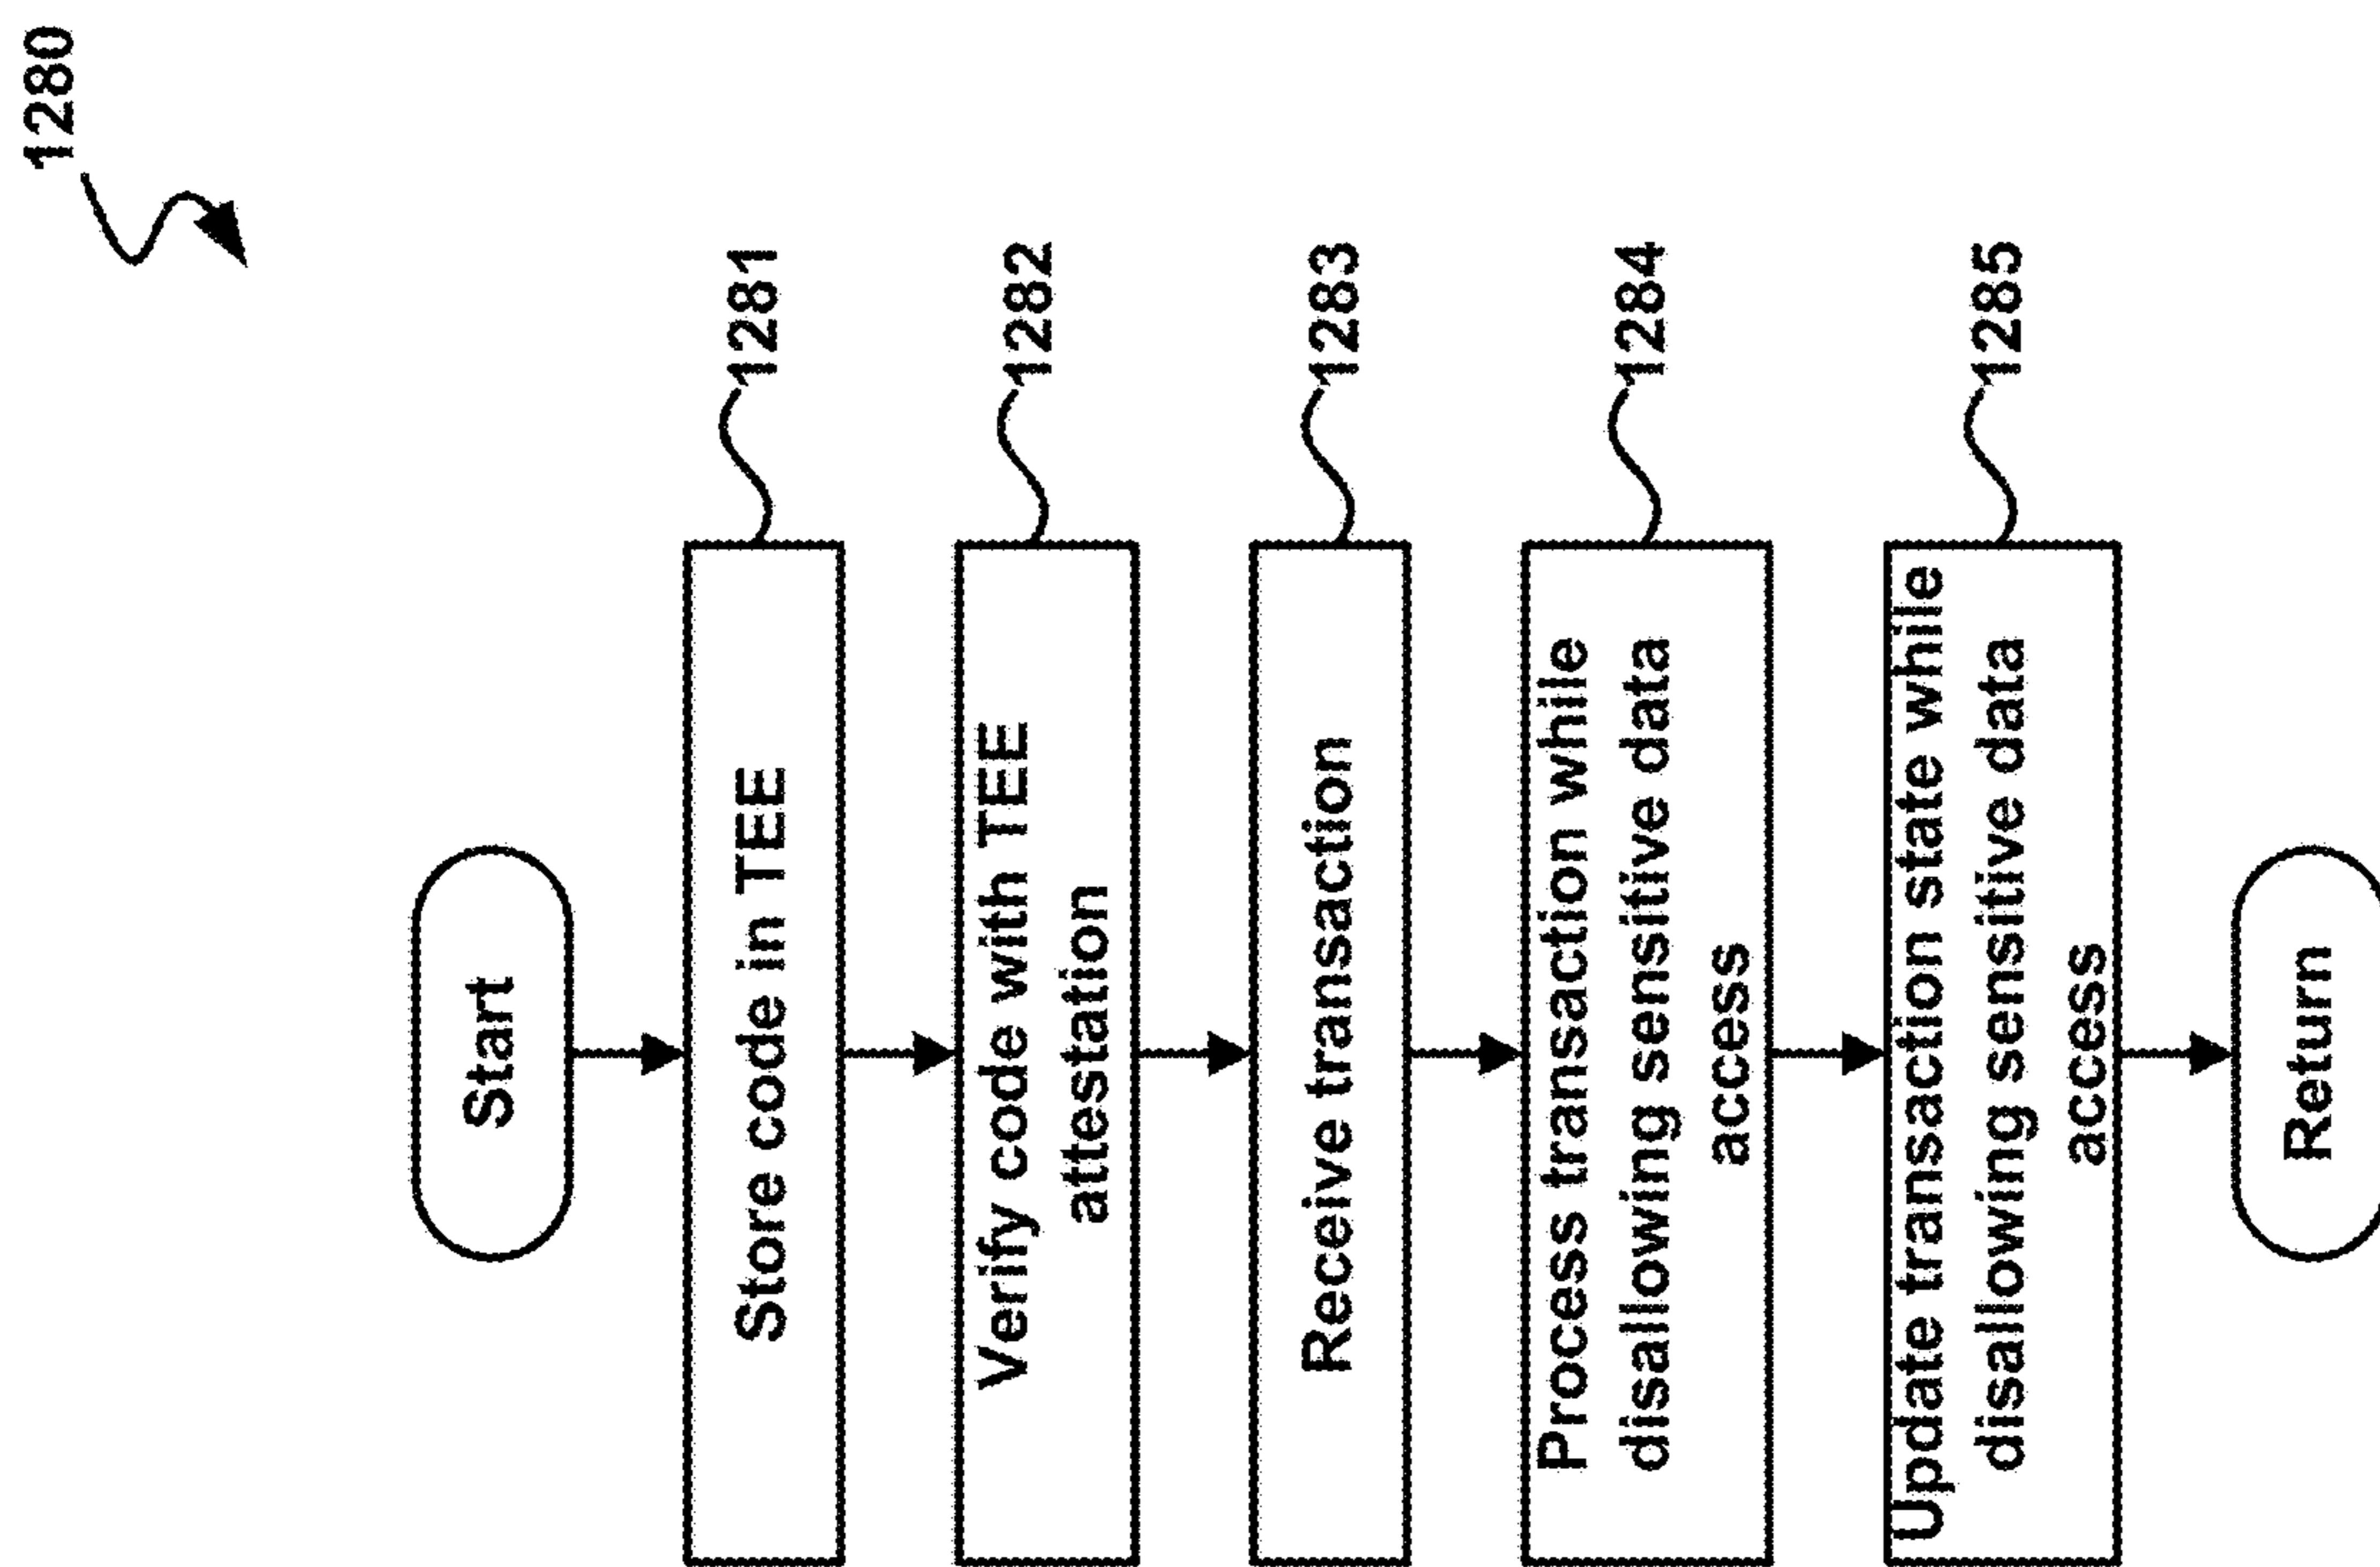 1280
Start
Store code in TEE
1281
Verify code with TEE
attestation
1282
Receive transaction
1283
Process transaction while
disallowing sensitive data
access
1284
Update transaction state while
disallowing sensitive data
access
1285
Return